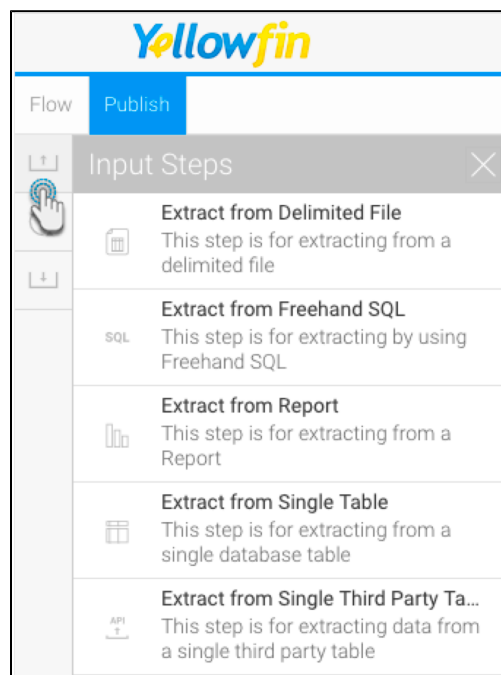 Yellowfin
Flow Publish
Input Steps
Extract from Delimited File
This step is for extracting from a
delimited file
SQL
Extract from Freehand SQL
This step is for extracting by using
Freehand SQL
Extract from Report
This step is for extracting from a
Report
Extract from Single Table
This step is for extracting from a
single database table
API
Extract from Single Third Party Ta...
This step is for extracting data from
a single third party table